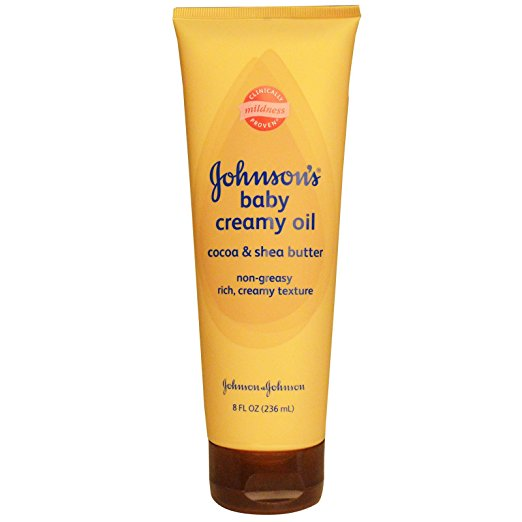 CLINICALLY
mildness
PROVEN
Johnson's®
baby
creamy oil
cocoa & shea butter
non-greasy
rich, creamy texture
Johnson & Johnson
8 FL OZ (236 mL)